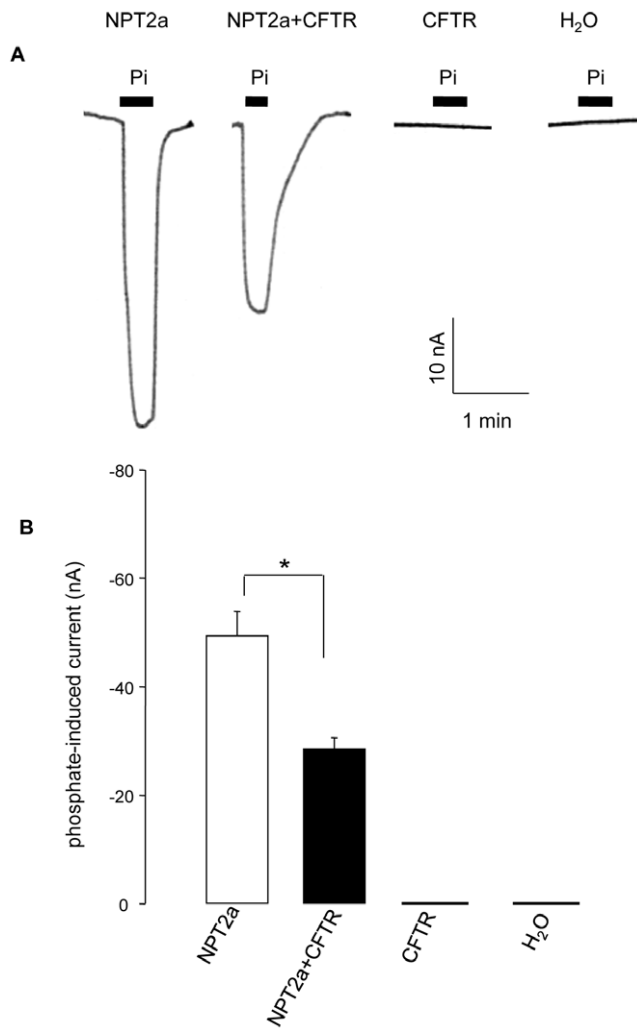 NPT2a NPT2a+CFTR CFTR H₂O
A
Pi Pi Pi Pi
10 nA
1 min
B
phosphate-induced current (nA)
-80
-60
*
-40
-20
0
NPT2a NPT2a+CFTR CFTR H₂O